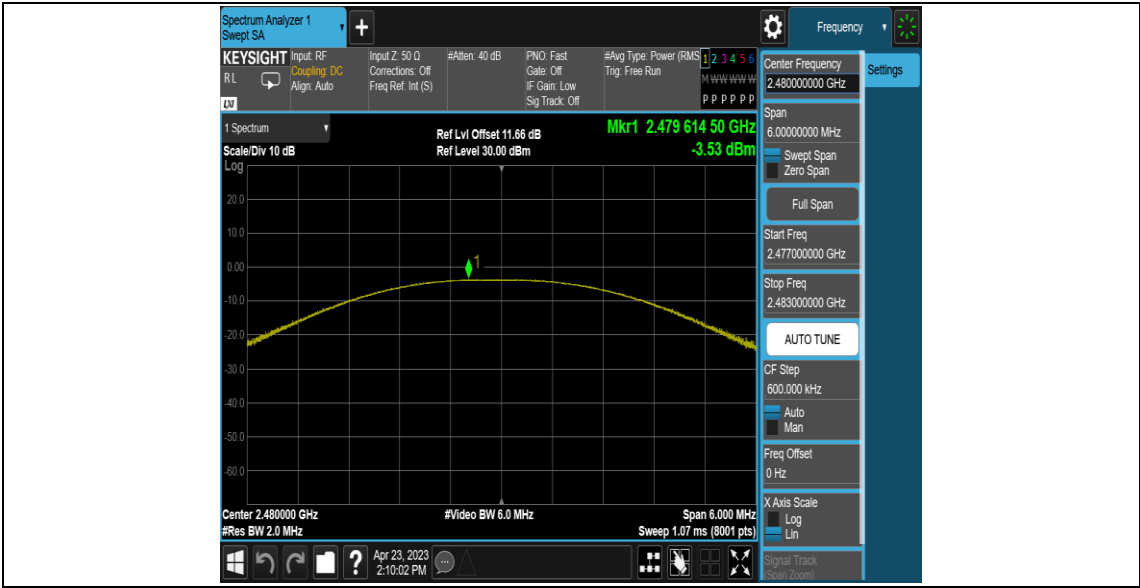 Spectrum Analyzer 1
Swept SA
+
Frequency
KEYSIGHT
RL
LXI
Input: RF
Coupling: DC
Align: Auto
Input Z: 50 Ω
Corrections: Off
Freq Ref: Int (S)
#Atten: 40 dB
PNO: Fast
Gate: Off
IF Gain: Low
Sig Track: Off
#Avg Type: Power (RMS
Trig: Free Run
1 2 3 4 5 6
M W W W W W
P P P P P P
Center Frequency
2.480000000 GHz
Settings
1 Spectrum
Scale/Div 10 dB
Log
Ref Lvl Offset 11.66 dB
Ref Level 30.00 dBm
Mkr1 2.479 614 50 GHz
-3.53 dBm
Span
6.00000000 MHz
Swept Span
Zero Span
Full Span
Start Freq
2.477000000 GHz
Stop Freq
2.483000000 GHz
AUTO TUNE
CF Step
600.000 kHz
Auto
Man
Freq Offset
0 Hz
X Axis Scale
Log
Lin
Signal Track
(Span Zoom)
20.0
10.0
0.00
1
-10.0
-20.0
-30.0
-40.0
-50.0
-60.0
Center 2.480000 GHz
#Video BW 6.0 MHz
Span 6.000 MHz
#Res BW 2.0 MHz
Sweep 1.07 ms (8001 pts)
?
Apr 23, 2023
2:10:02 PM